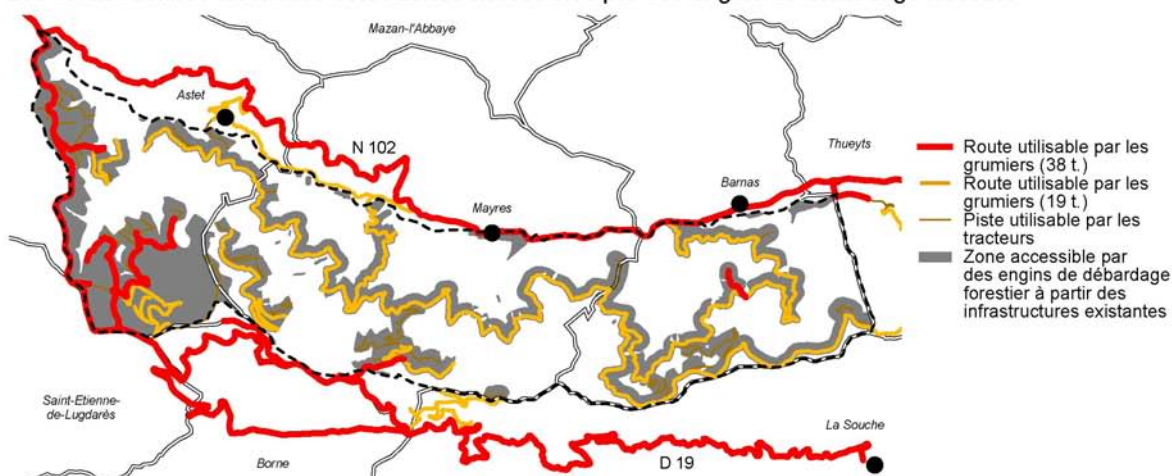 Mazan-l'Abbaye
Astet
N 102
Thueyts
Barnas
Mayres
Saint-Etienne-
de-Lugdarès
Borne
La Souche
D 19
Route utilisable par les
grumiers (38 t.)
Route utilisable par les
grumiers (19 t.)
Piste utilisable par les
tracteurs
Zone accessible par
des engins de débardage
forestier à partir des
infrastructures existantes